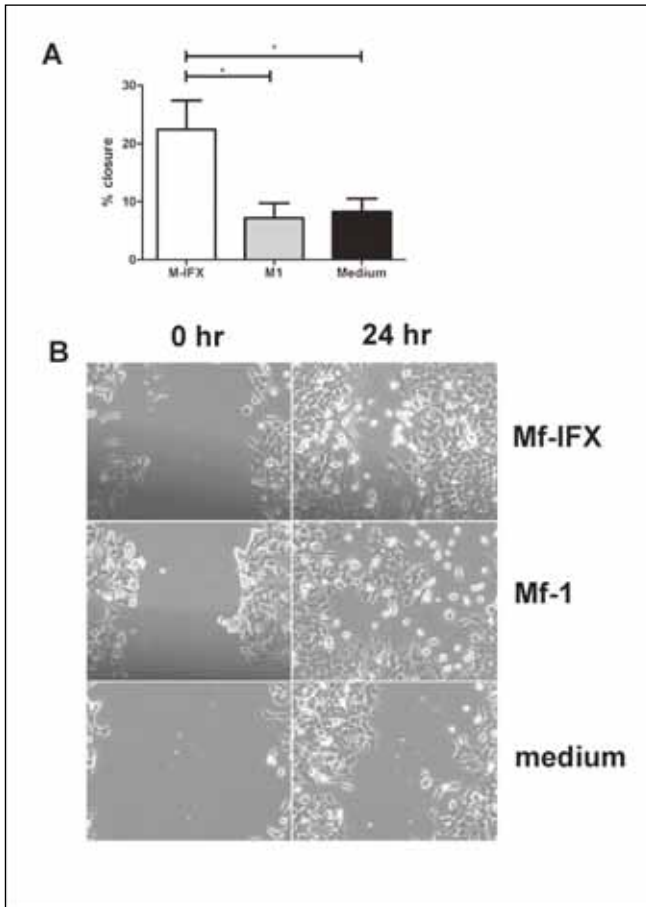 A
*
*
30
20
10
0
% closure
M-IFX M1 Medium
B
0 hr 24 hr
Mf-IFX
Mf-1
medium